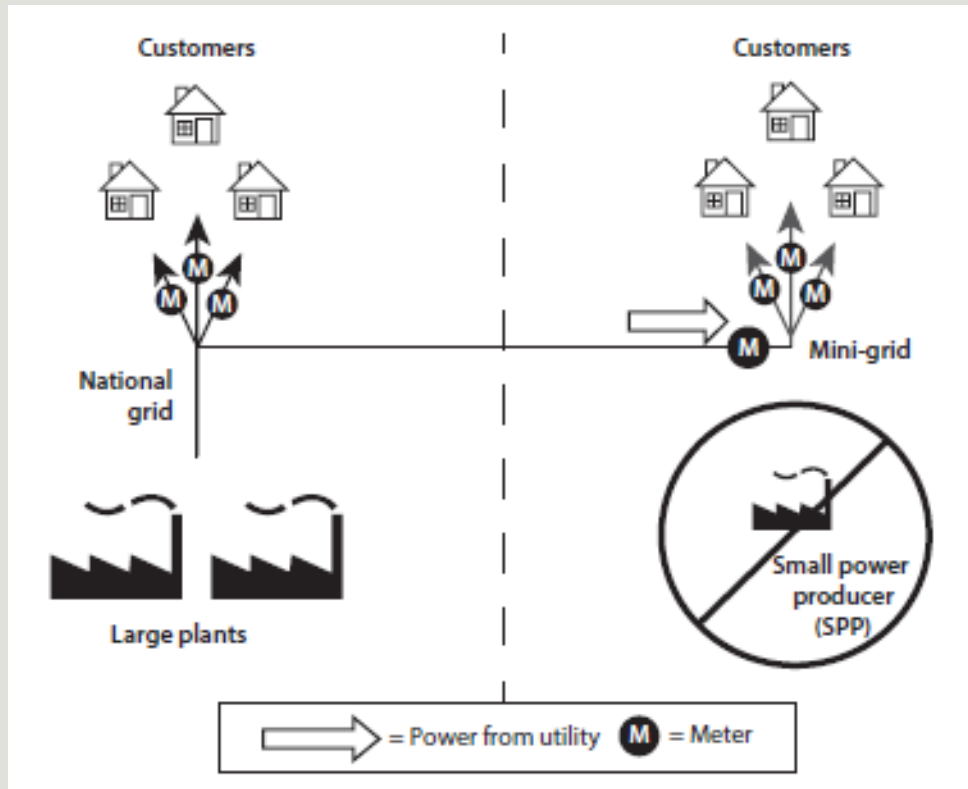 Customers
Customers
M
M
M
M
M
M
M
Mini-grid
National
grid
Small power
producer
(SPP)
Large plants
= Power from utility M = Meter